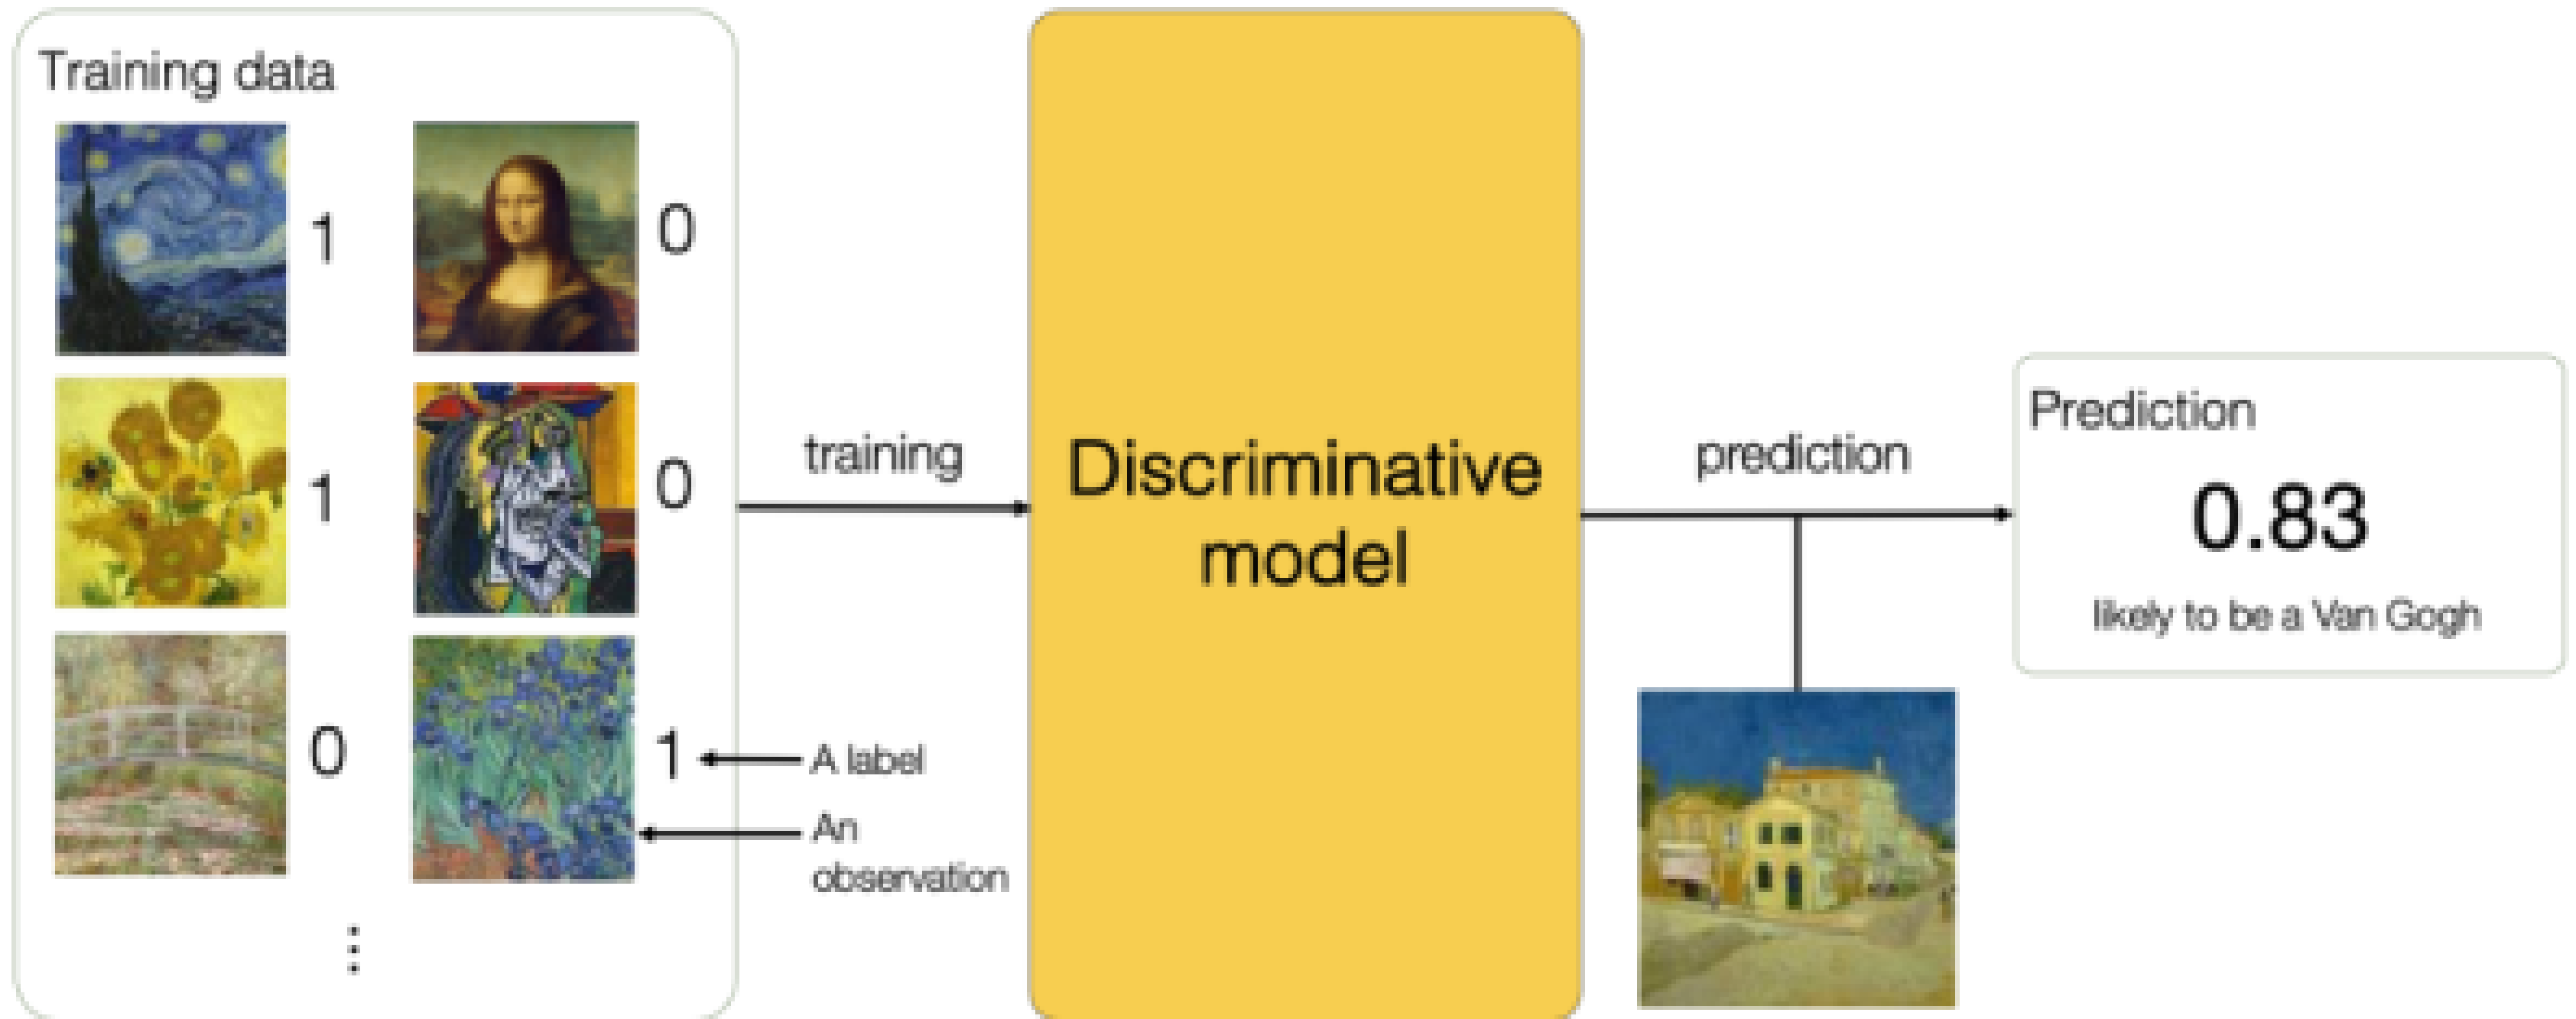 Training data
1
0
1
0
0
1
A label
An
observation
training
Discriminative
model
prediction
Prediction
0.83
likely to be a Van Gogh